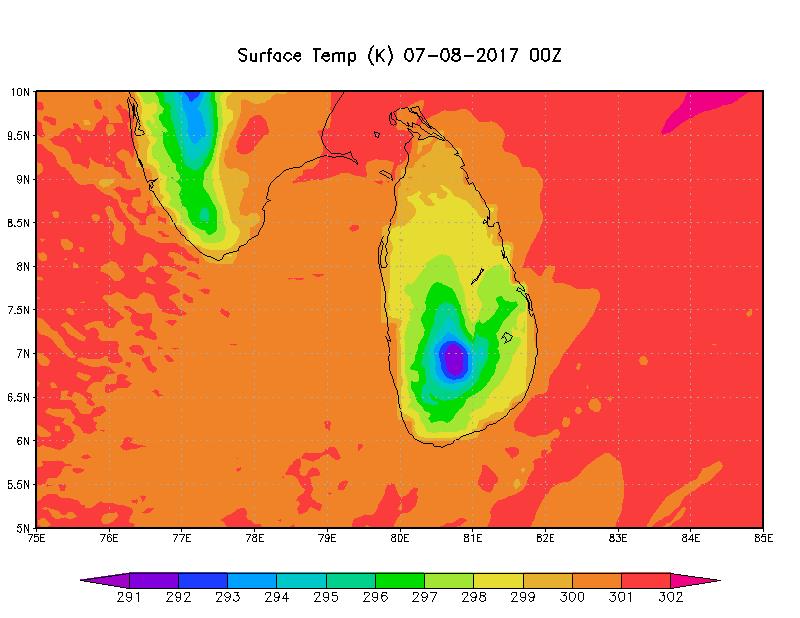 Surface Temp (K) 07-08-2017 00Z
10N
9.5N
9N
8.5N
8N
7.5N
7N
6.5N
6N
5.5N
5N
75E 76E 77E 78E 79E 80E 81E 82E 83E 84E 85E
291 292 293 294 295 296 297 298 299 300 301 302